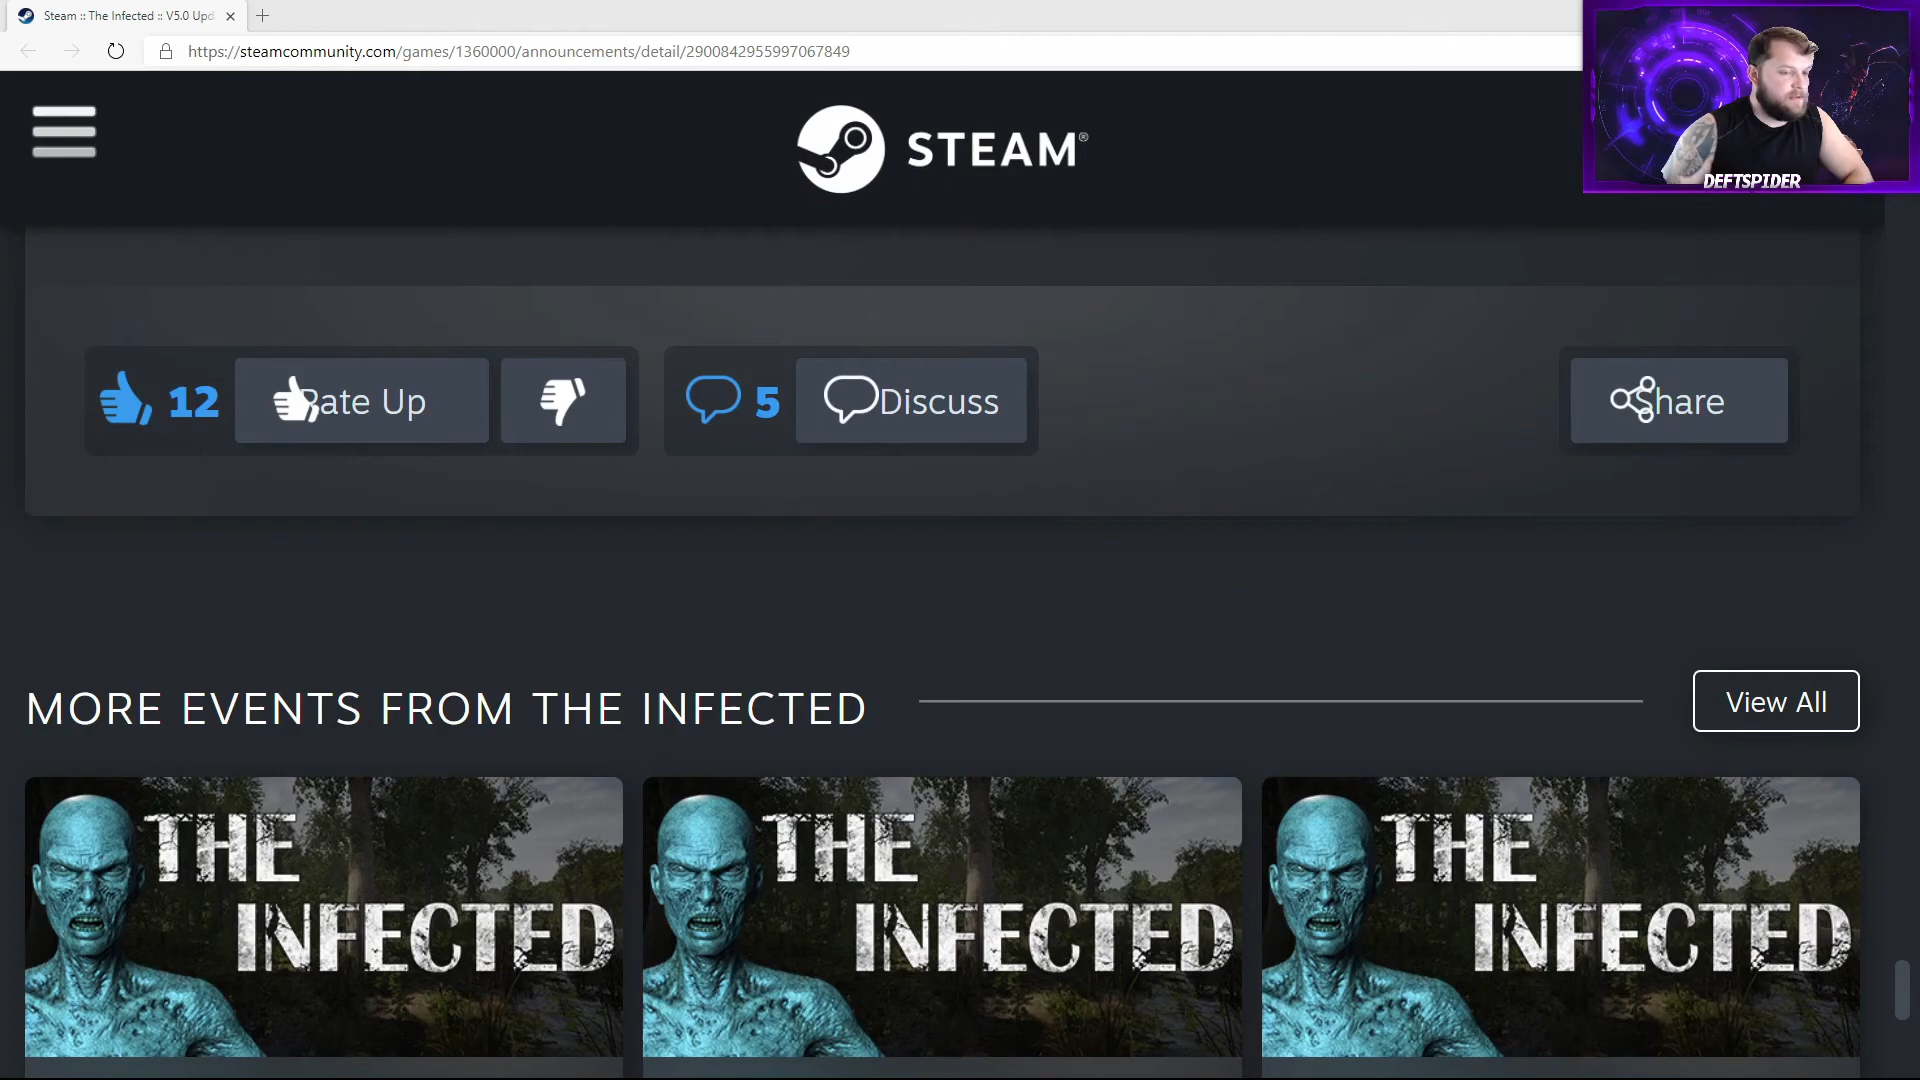 Steam :: The Infected :: V5.0 Upd
https://steamcommunity.com/games/1360000/announcements/detail/2900842955997067849
STEAM®
DEFTSPIDER
12
Rate Up
5
Discuss
Share
MORE EVENTS FROM THE INFECTED
View All
THE
INFECTED
THE
INFECTED
THE
INFECTED